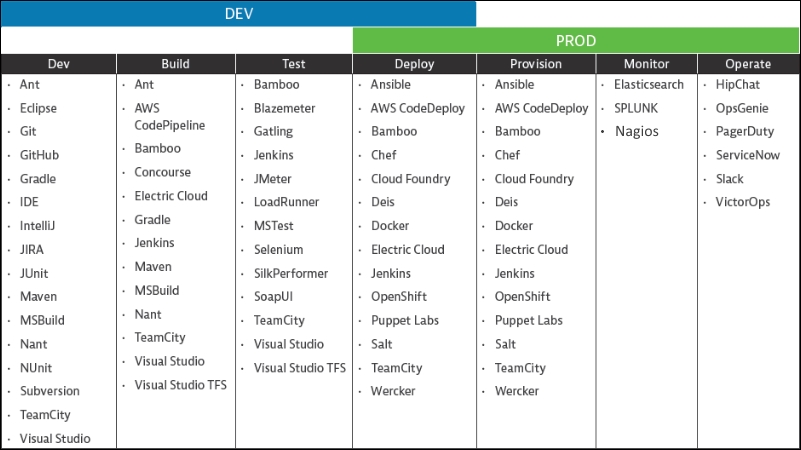 DEV
PROD
Dev
Build
Test
Deploy
Provision
Monitor
Operate
· Ant
· Eclipse
· Git
· GitHub
· Gradle
· IDE
· IntelliJ
· JIRA
· JUnit
· Maven
· MSBuild
· Nant
· NUnit
· Subversion
· TeamCity
· Visual Studio
· Ant
· AWS
CodePipeline
· Bamboo
· Concourse
· Electric Cloud
· Gradle
· Jenkins
· Maven
· MSBuild
· Nant
· TeamCity
· Visual Studio
· Visual Studio TFS
· Bamboo
· Blazemeter
· Gatling
· Jenkins
· JMeter
· LoadRunner
· MSTest
· Selenium
· SilkPerformer
· SoapUI
· TeamCity
· Visual Studio
· Visual Studio TFS
· Ansible
· AWS CodeDeploy
· Bamboo
· Chef
· Cloud Foundry
· Deis
· Docker
· Electric Cloud
· Jenkins
· OpenShift
· Puppet Labs
· Salt
· TeamCity
· Wercker
· Ansible
· AWS CodeDeploy
· Bamboo
· Chef
· Cloud Foundry
· Deis
· Docker
· Electric Cloud
· Jenkins
· OpenShift
· Puppet Labs
· Salt
· TeamCity
· Wercker
· Elasticsearch
· SPLUNK
• Nagios
· HipChat
· OpsGenie
· PagerDuty
· ServiceNow
· Slack
· VictorOps